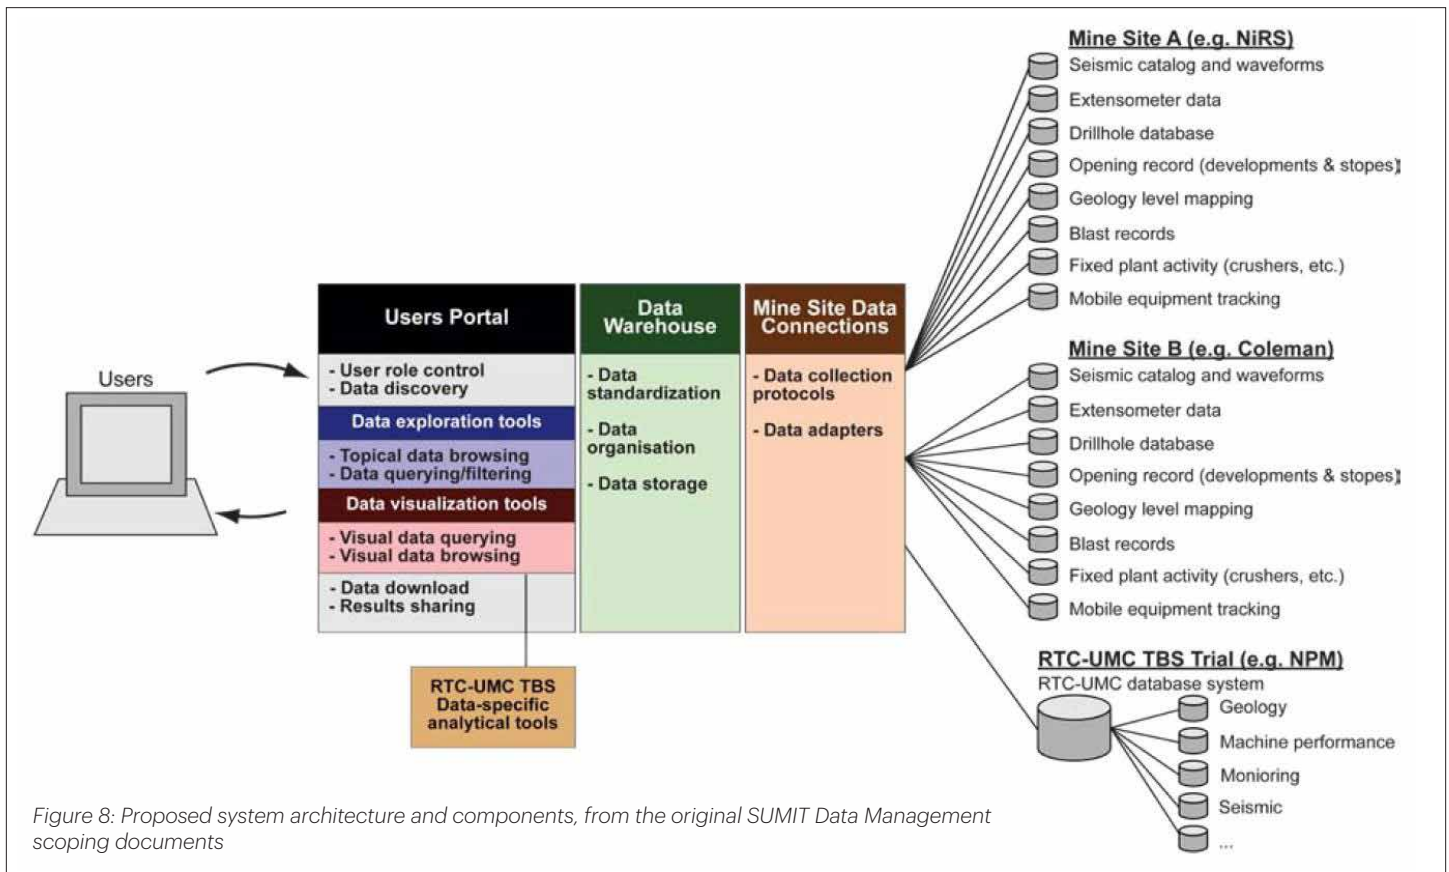 Users
Users Portal
- User role control
- Data discovery
Data exploration tools
- Topical data browsing
- Data querying/filtering
Data visualization tools
- Visual data querying
- Visual data browsing
- Data download
- Results sharing
RTC-UMC TBS
Data-specific
analytical tools
Data
Warehouse
- Data
standardization
- Data
organisation
- Data storage
Mine Site Data
Connections
- Data collection
protocols
- Data adapters
Mine Site A (e.g. NiRS)
Seismic catalog and waveforms
Extensometer data
Drillhole database
Opening record (developments & stopes)
Geology level mapping
Blast records
Fixed plant activity (crushers, etc.)
Mobile equipment tracking
Mine Site B (e.g. Coleman)
Seismic catalog and waveforms
Extensometer data
Drillhole database
Opening record (developments & stopes)
Geology level mapping
Blast records
Fixed plant activity (crushers, etc.)
Mobile equipment tracking
RTC-UMC TBS Trial (e.g. NPM)
RTC-UMC database system
Geology
Machine performance
Monioring
Seismic
...
Figure 8: Proposed system architecture and components, from the original SUMIT Data Management
scoping documents